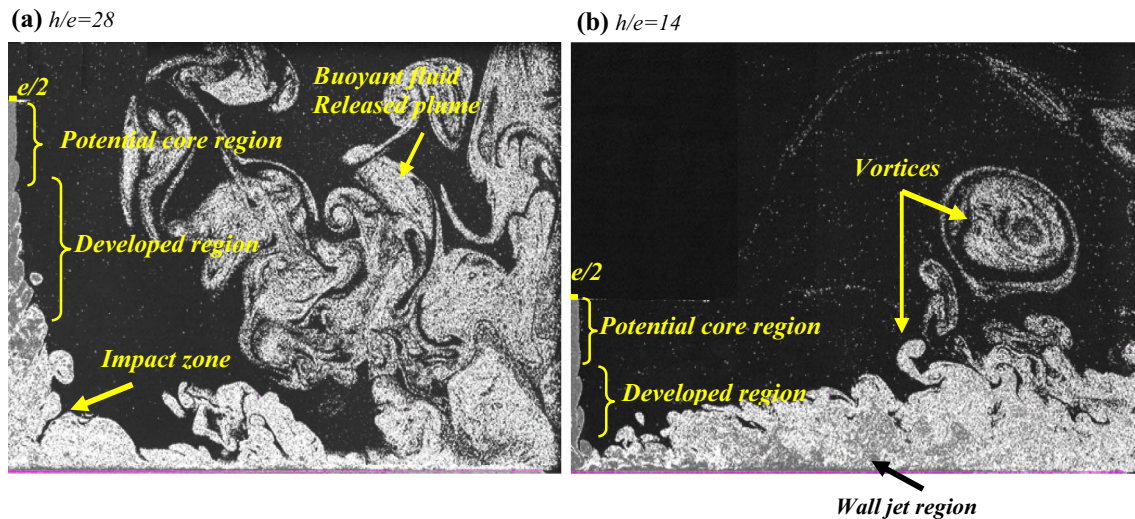 (a) h/e=28
e/2
Buoyant fluid
Released plume
Potential core region
Developed region
Impact zone
(b) h/e=14
Vortices
e/2
Potential core region
Developed region
Wall jet region